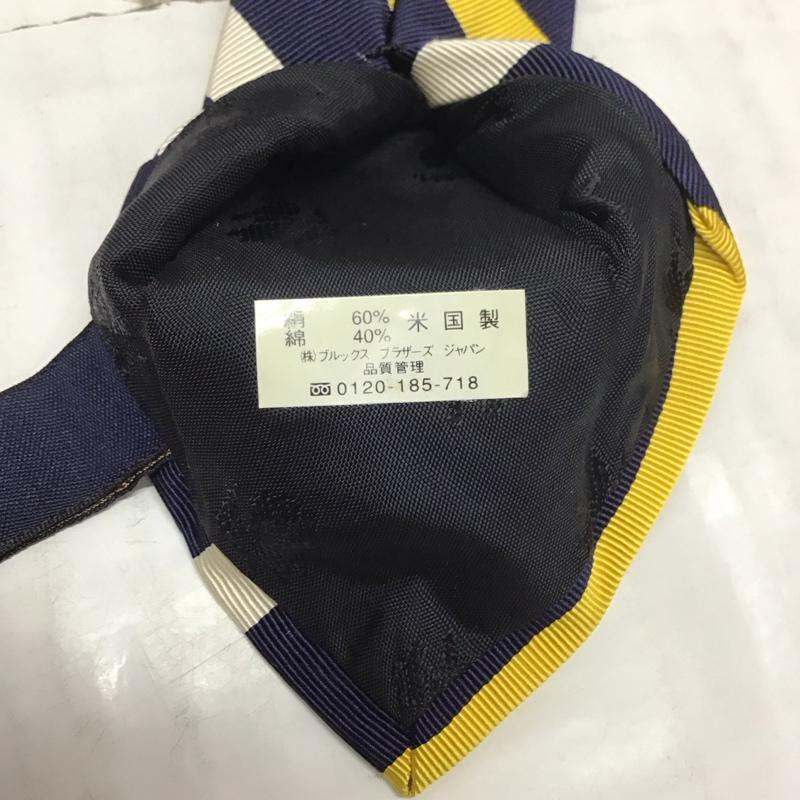 絹 60% 米国製
綿 40%
㈱ブルックス ブラザーズ ジャパン
品質管理
0120-185-718